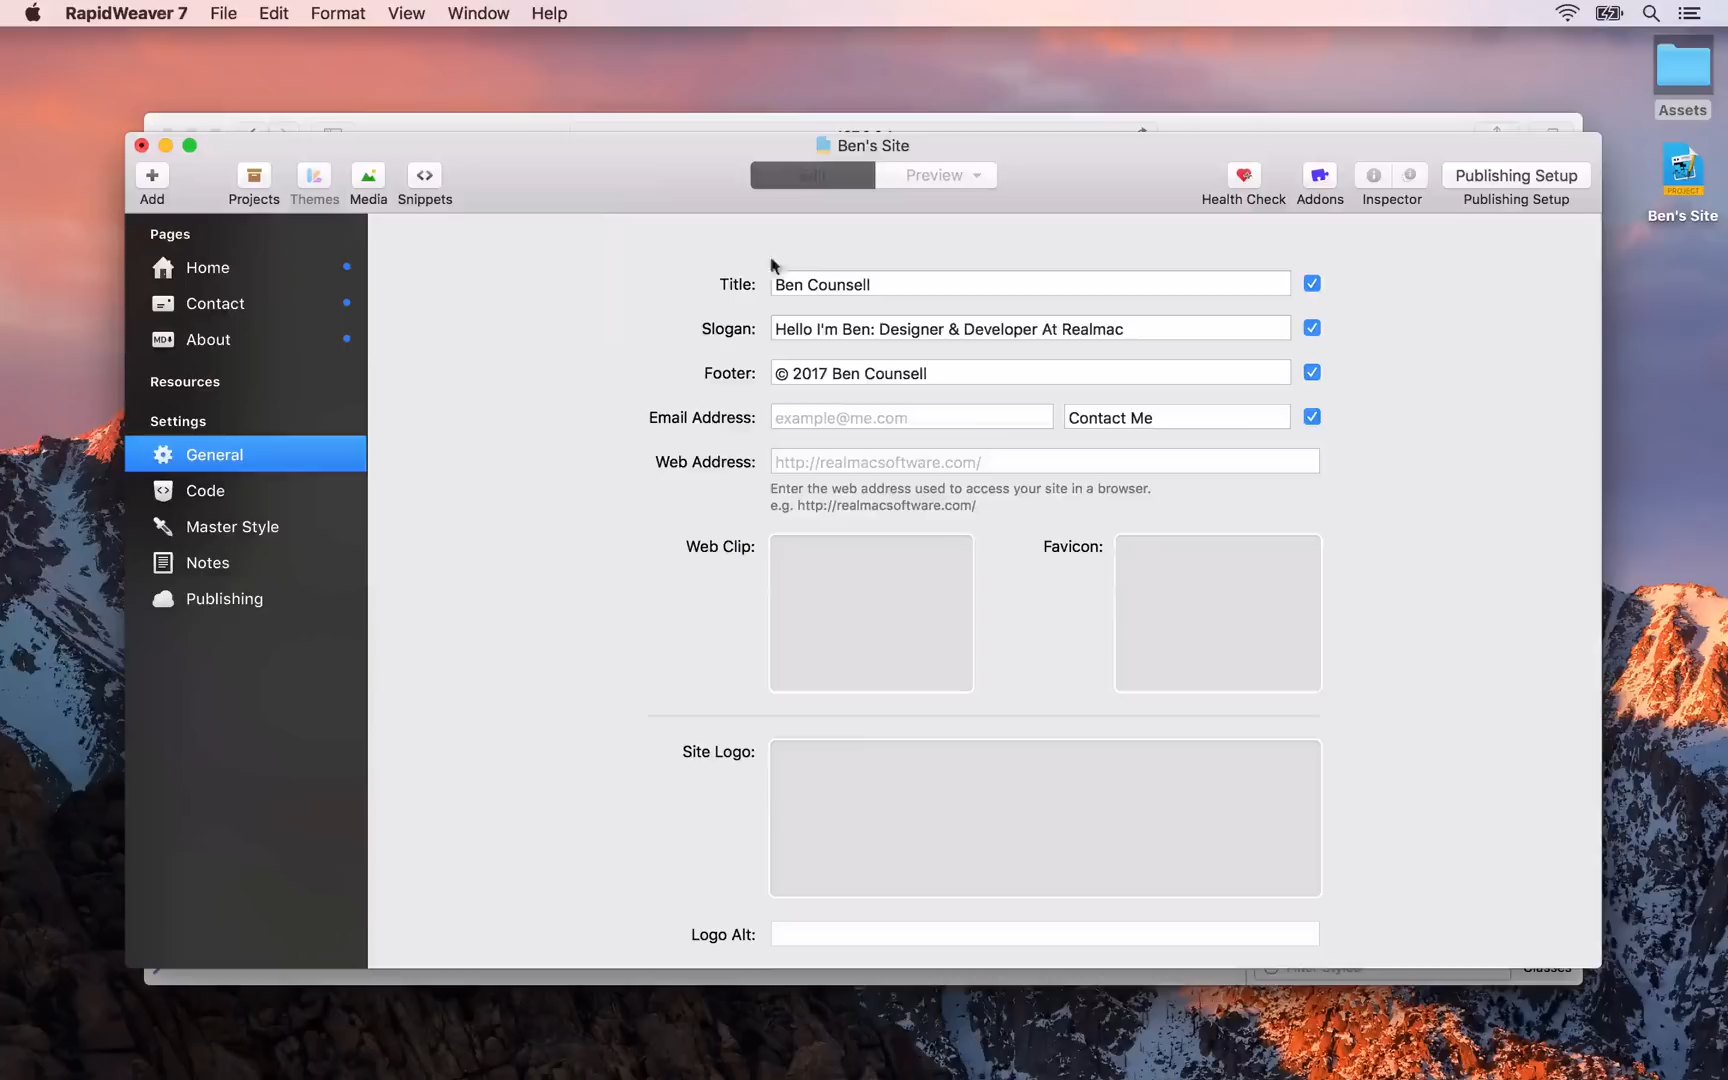 RapidWeaver 7 File Edit Format View Window Help
Assets
Ben's Site
Ben's Site
Preview
Publishing Setup
Add Projects Themes Media Snippets Health Check Addons Inspector Publishing Setup
PROJECT
Pages
Home
Contact
About
MD
Resources
Settings
General
Code
Master Style
Notes
Publishing
Title: Ben Counsell
Slogan: Hello I'm Ben: Designer & Developer At Realmac
Footer: © 2017 Ben Counsell
Email Address: example@me.com Contact Me
Web Address: http://realmacsoftware.com/
Enter the web address used to access your site in a browser.
e.g. http://realmacsoftware.com/
Web Clip: Favicon:
Site Logo:
Logo Alt: